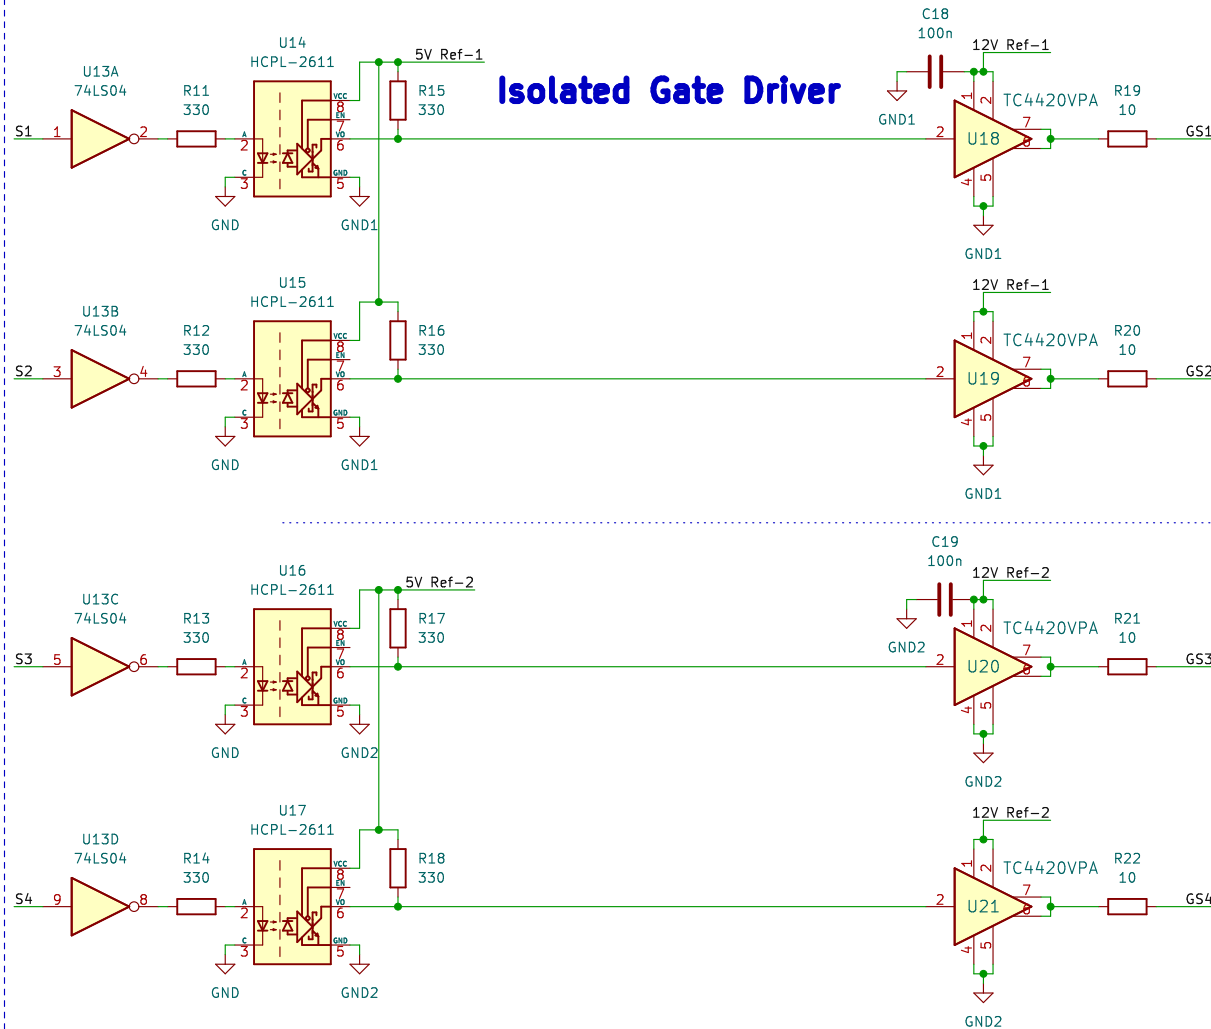 Isolated Gate Driver
U13A
74LS04
S1
1
2
R11
330
U14
HCPL-2611
VCC
8
EN
7
A
2
VO
6
C
3
GND
5
GND
GND1
5V Ref-1
R15
330
C18
100n
GND1
12V Ref-1
TC4420VPA
1
2
2
U18
7
6
4
5
GND1
R19
10
GS1
U13B
74LS04
S2
3
4
R12
330
U15
HCPL-2611
VCC
8
EN
7
A
2
VO
6
C
3
GND
5
GND
GND1
R16
330
12V Ref-1
TC4420VPA
1
2
2
U19
7
6
4
5
GND1
R20
10
GS2
U13C
74LS04
S3
5
6
R13
330
U16
HCPL-2611
VCC
8
EN
7
A
2
VO
6
C
3
GND
5
GND
GND2
5V Ref-2
R17
330
C19
100n
GND2
12V Ref-2
TC4420VPA
1
2
2
U20
7
6
4
5
GND2
R21
10
GS3
U13D
74LS04
S4
9
8
R14
330
U17
HCPL-2611
VCC
8
EN
7
A
2
VO
6
C
3
GND
5
GND
GND2
R18
330
12V Ref-2
TC4420VPA
1
2
2
U21
7
6
4
5
GND2
R22
10
GS4